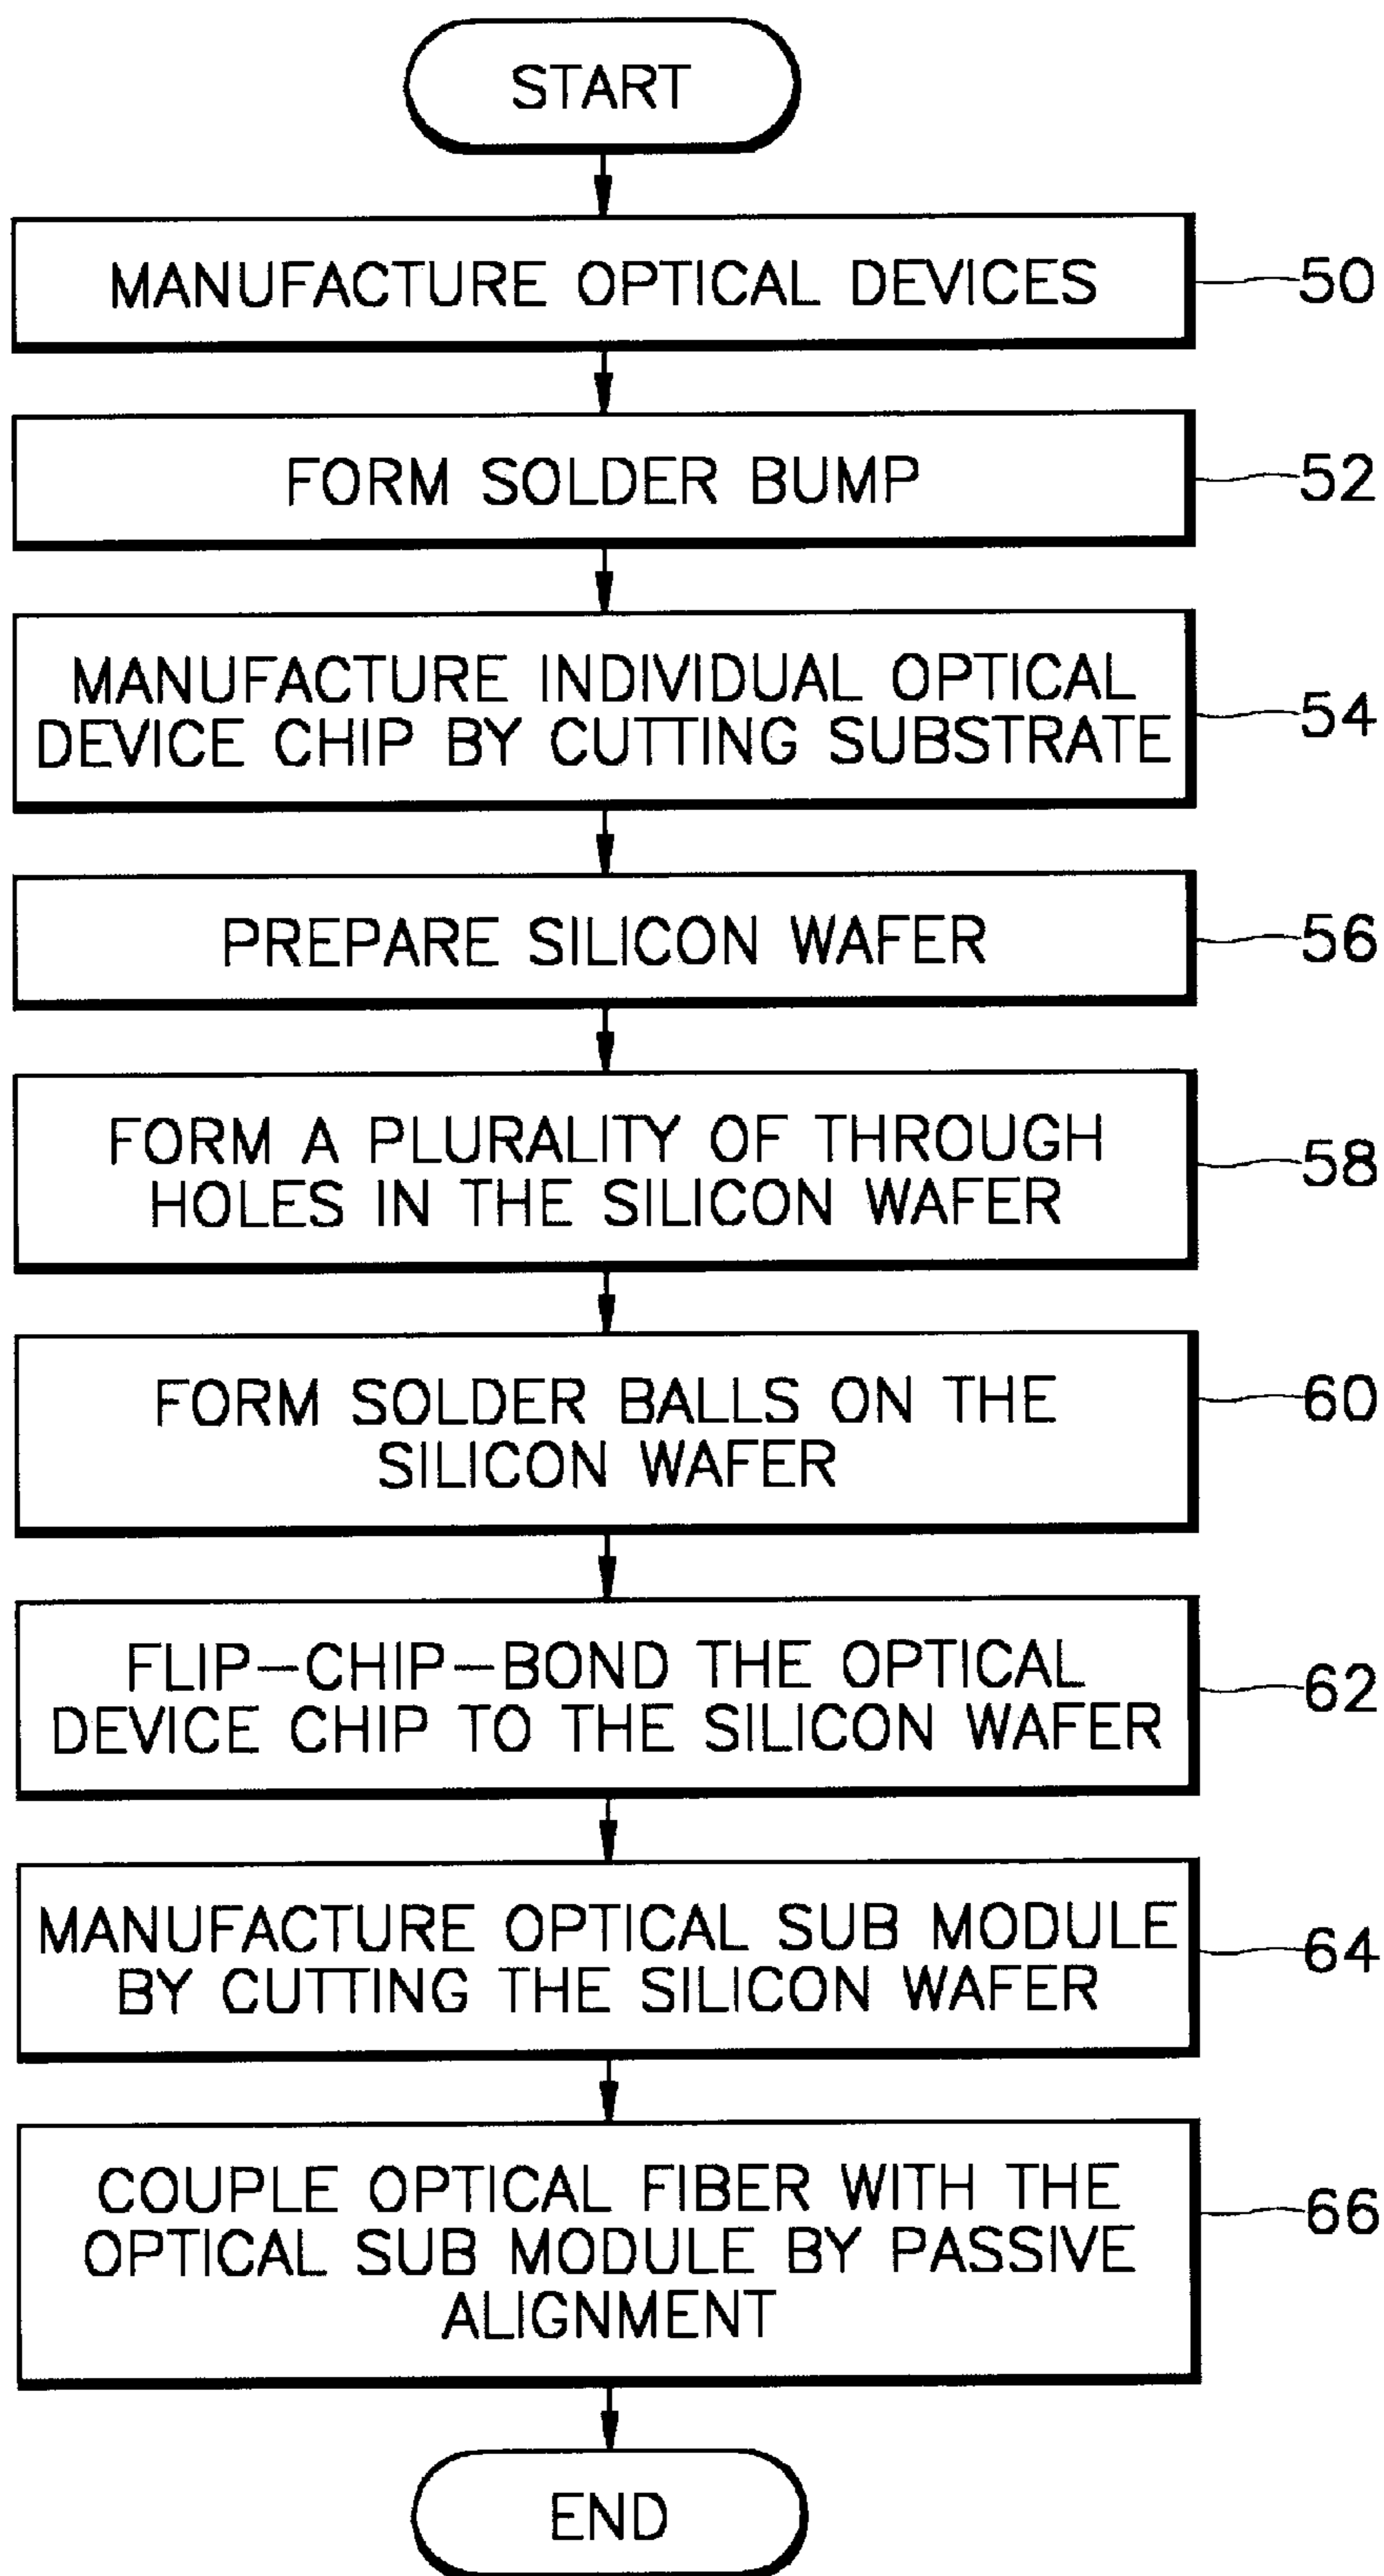 START
MANUFACTURE OPTICAL DEVICES
50
FORM SOLDER BUMP
52
MANUFACTURE INDIVIDUAL OPTICAL
DEVICE CHIP BY CUTTING SUBSTRATE
54
PREPARE SILICON WAFER
56
FORM A PLURALITY OF THROUGH
HOLES IN THE SILICON WAFER
58
FORM SOLDER BALLS ON THE
SILICON WAFER
60
FLIP-CHIP-BOND THE OPTICAL
DEVICE CHIP TO THE SILICON WAFER
62
MANUFACTURE OPTICAL SUB MODULE
BY CUTTING THE SILICON WAFER
64
COUPLE OPTICAL FIBER WITH THE
OPTICAL SUB MODULE BY PASSIVE
ALIGNMENT
66
END